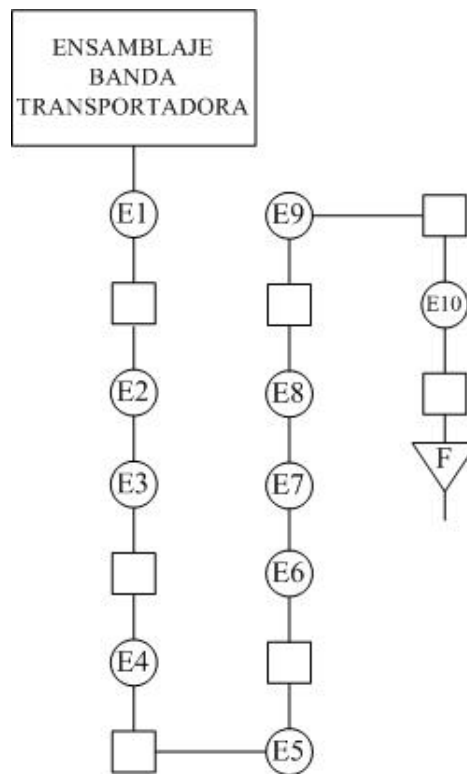 ENSAMBLAJE
BANDA
TRANSPORTADORA
E1
E2
E3
E4
E5
E6
E7
E8
E9
E10
F